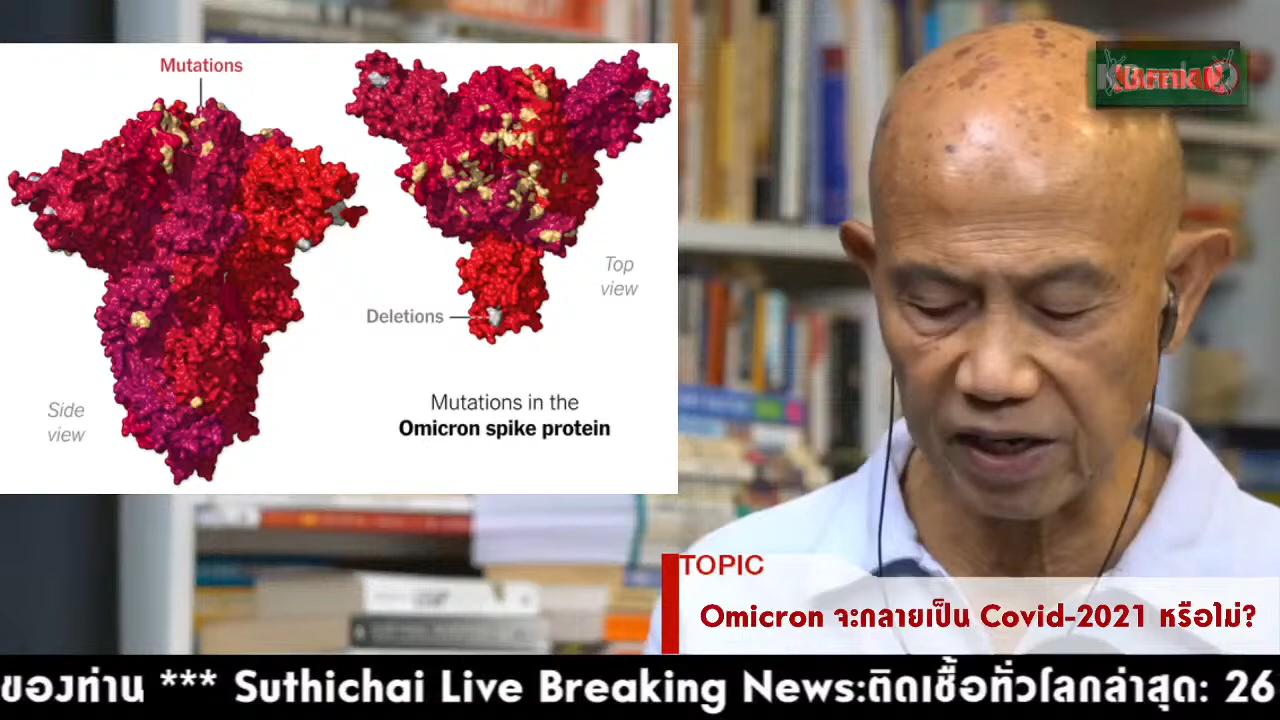 Mutations
Top
view
Deletions
Side
view
Mutations in the
Omicron spike protein
TOPIC
Omicron จะกลายเป็น Covid-2021 หรือไม่?
ของท่าน *** Suthichai Live Breaking News:ติดเชื้อทั่วโลกล่าสุด: 26